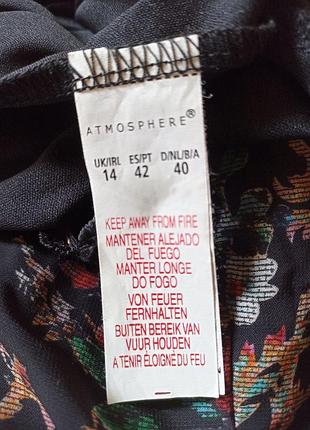 ATMOSPHERE®
UK/IRL ES/PT D/NL/B/A
14 42 40
KEEP AWAY FROM FIRE
MANTENER ALEJADO
DEL FUEGO
MANTER LONGE
DO FOGO
VON FEUER
FERNHALTEN
BUITEN BEREIK VAN
VUUR HOUDEN
A TENIR ÉLOIGNÉ DU FEU